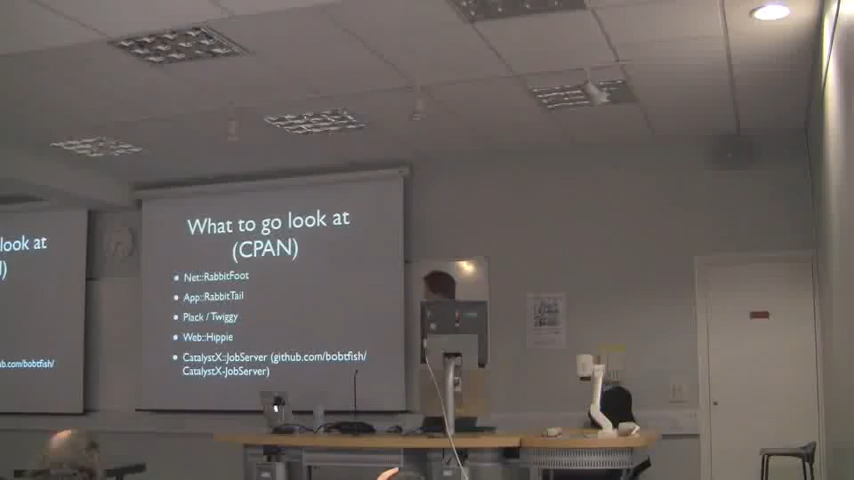 look at
)
ub.com/bobtfish/
What to go look at
(CPAN)
Net::RabbitFoot
App::RabbitTail
Plack / Twiggy
Web::Hippie
CatalystX::JobServer (github.com/bobtfish/
CatalystX-JobServer)